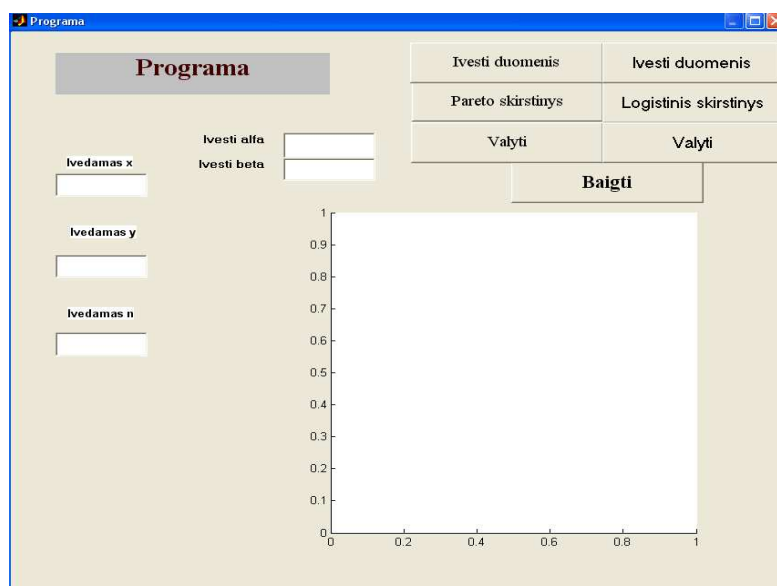 Programa
Programa
Ivesti duomenis Ivesti duomenis
Pareto skirstinys Logistinis skirstinys
Valyti Valyti
Baigti
Ivesti alfa
Ivesti beta
Ivedamas x
Ivedamas y
Ivedamas n
1
0.9
0.8
0.7
0.6
0.5
0.4
0.3
0.2
0.1
0
0 0.2 0.4 0.6 0.8 1